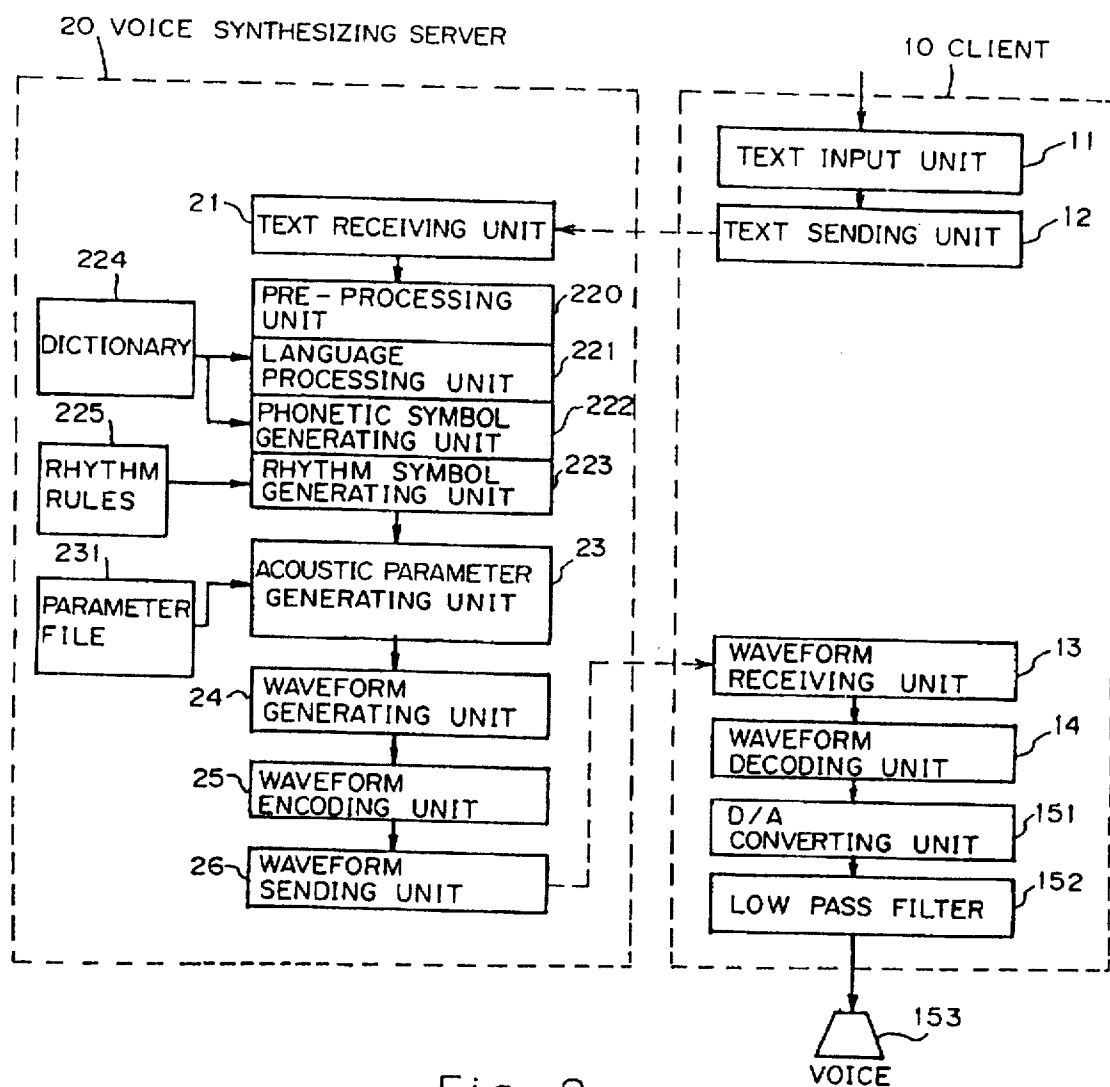 20 VOICE SYNTHESIZING SERVER
10 CLIENT
TEXT INPUT UNIT
11
TEXT SENDING UNIT
12
21
TEXT RECEIVING UNIT
224
DICTIONARY
PRE-PROCESSING
UNIT
220
LANGUAGE
PROCESSING UNIT
221
PHONETIC SYMBOL
GENERATING UNIT
222
225
RHYTHM
RULES
RHYTHM SYMBOL
GENERATING UNIT
223
231
PARAMETER
FILE
ACOUSTIC PARAMETER
GENERATING UNIT
23
24
WAVEFORM
GENERATING UNIT
25
WAVEFORM
ENCODING UNIT
26
WAVEFORM
SENDING UNIT
WAVEFORM
RECEIVING UNIT
13
WAVEFORM
DECODING UNIT
14
D/A
CONVERTING UNIT
151
LOW PASS FILTER
152
153
VOICE